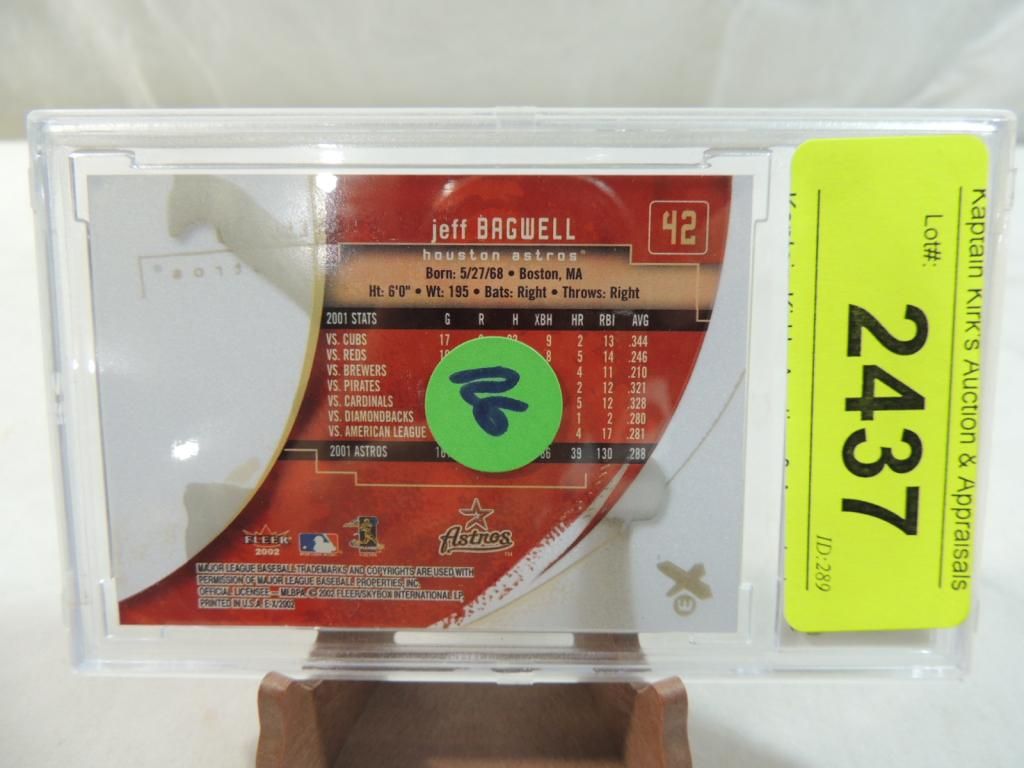 jeff BAGWELL
42
houston astros
Born: 5/27/68 • Boston, MA
Ht: 6'0" • Wt: 195 • Bats: Right • Throws: Right
2001 STATS G R H XBH HR RBI AVG
VS. CUBS 17 9 2 13 .344
VS. REDS 8 5 14 .246
VS. BREWERS 4 11 .210
VS. PIRATES 2 12 .321
VS. CARDINALS 5 12 .328
VS. DIAMONDBACKS 1 2 .280
VS. AMERICAN LEAGUE 4 17 .281
2001 ASTROS 39 130 .288
FLEER
2002
Astros
MAJOR LEAGUE BASEBALL TRADEMARKS AND COPYRIGHTS ARE USED WITH
PERMISSION OF MAJOR LEAGUE BASEBALL PROPERTIES, INC.
OFFICIAL LICENSEE — MLBPA © 2002 FLEER/SKYBOX INTERNATIONAL LP
PRINTED IN U.S.A. E-X/2002
Kaptain Kirk's Auction & Appraisals
Lot#:
2437
ID:289